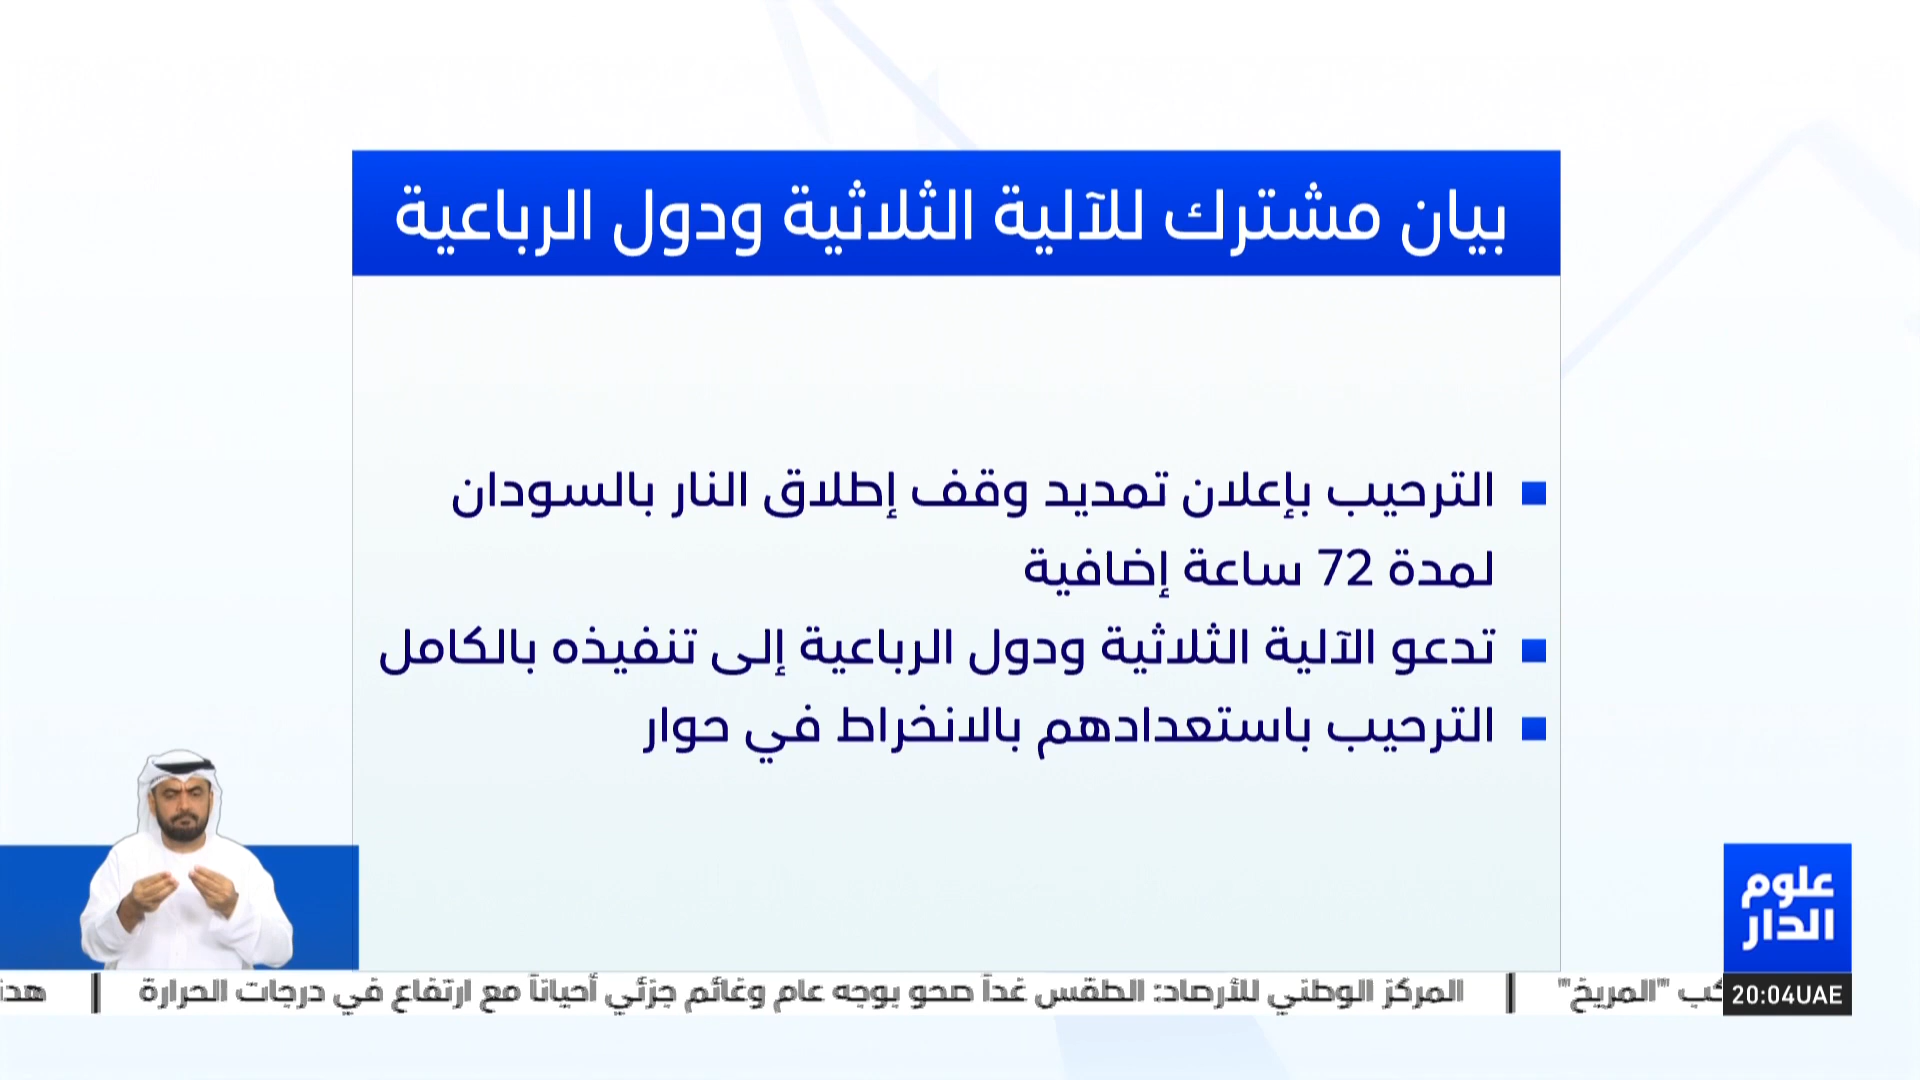 بيان مشترك للآلية الثلاثية ودول الرباعية
الترحيب بإعلان تمديد وقف إطلاق النار بالسودان
لمدة 72 ساعة إضافية
تدعو الآلية الثلاثية ودول الرباعية إلى تنفيذه بالكامل
الترحيب باستعدادهم بالانخراط في حوار
علوم
الدار
كب "المريخ" المركز الوطني للأرصاد: الطقس غداً صحو بوجه عام وغائم جزئي أحياناً مع ارتفاع في درجات الحرارة
20:04UAE